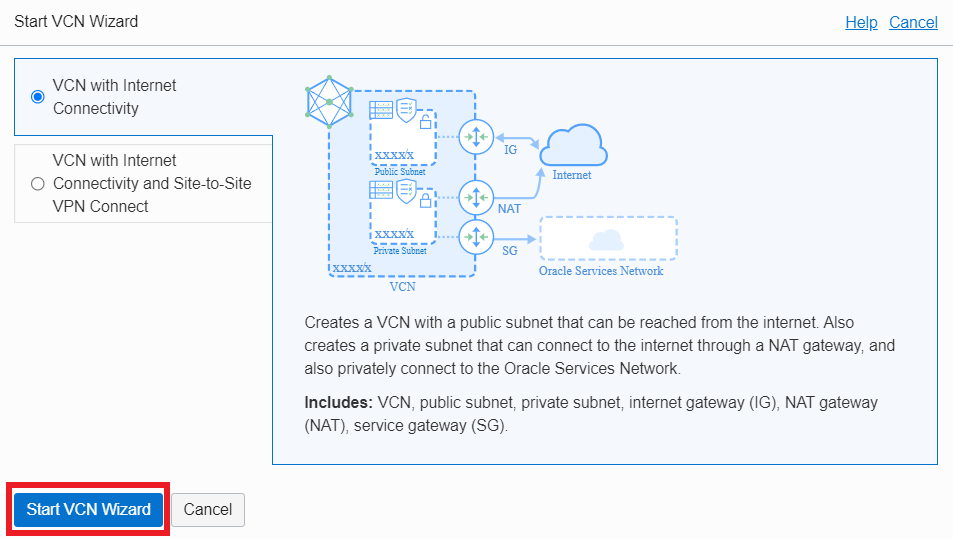 Start VCN Wizard
Help Cancel
VCN with Internet
Connectivity
VCN with Internet
Connectivity and Site-to-Site
VPN Connect
XXXX/X
Public Subnet
XXXX/X
Private Subnet
XXXX/X
VCN
IG
NAT
SG
Internet
Oracle Services Network
Creates a VCN with a public subnet that can be reached from the internet. Also
creates a private subnet that can connect to the internet through a NAT gateway, and
also privately connect to the Oracle Services Network.
Includes: VCN, public subnet, private subnet, internet gateway (IG), NAT gateway
(NAT), service gateway (SG).
Start VCN Wizard
Cancel